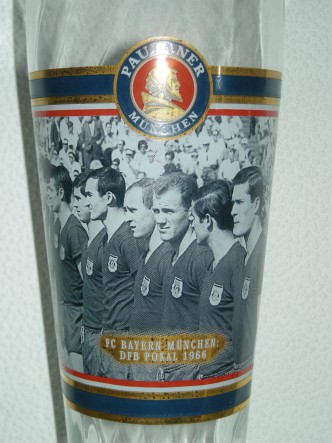 PAULANER
MÜNCHEN
FC BAYERN MÜNCHEN:
DFB POKAL 1966